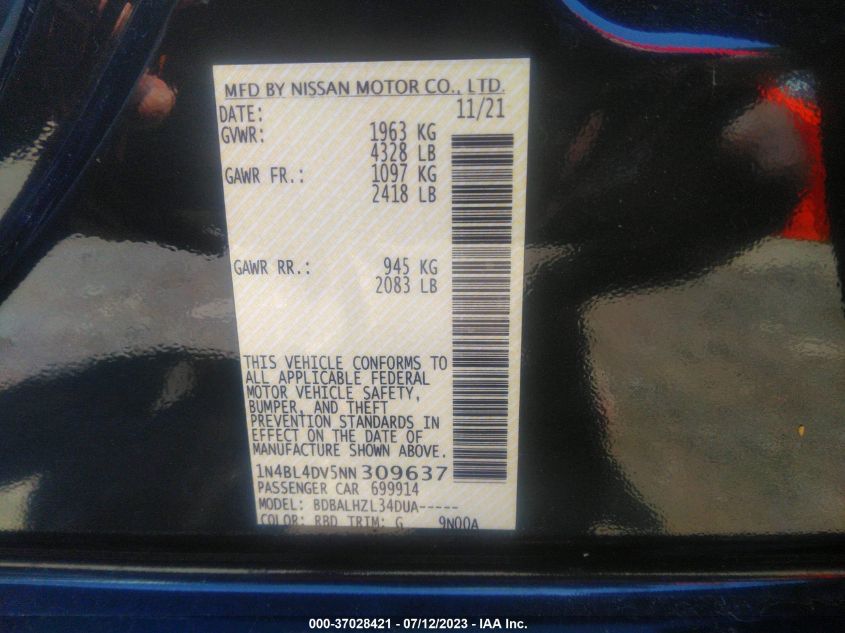 MFD BY NISSAN MOTOR CO., LTD.
DATE: 11/21
GVWR: 1963 KG
4328 LB
GAWR FR.: 1097 KG
2418 LB
GAWR RR.: 945 KG
2083 LB
THIS VEHICLE CONFORMS TO
ALL APPLICABLE FEDERAL
MOTOR VEHICLE SAFETY,
BUMPER, AND THEFT
PREVENTION STANDARDS IN
EFFECT ON THE DATE OF
MANUFACTURE SHOWN ABOVE.
1N4BL4DV5NN309637
PASSENGER CAR 699914
MODEL: BDBALHZL34DUA-----
COLOR: RBD TRIM: G 9N00A
000-37028421 - 07/12/2023 - IAA Inc.